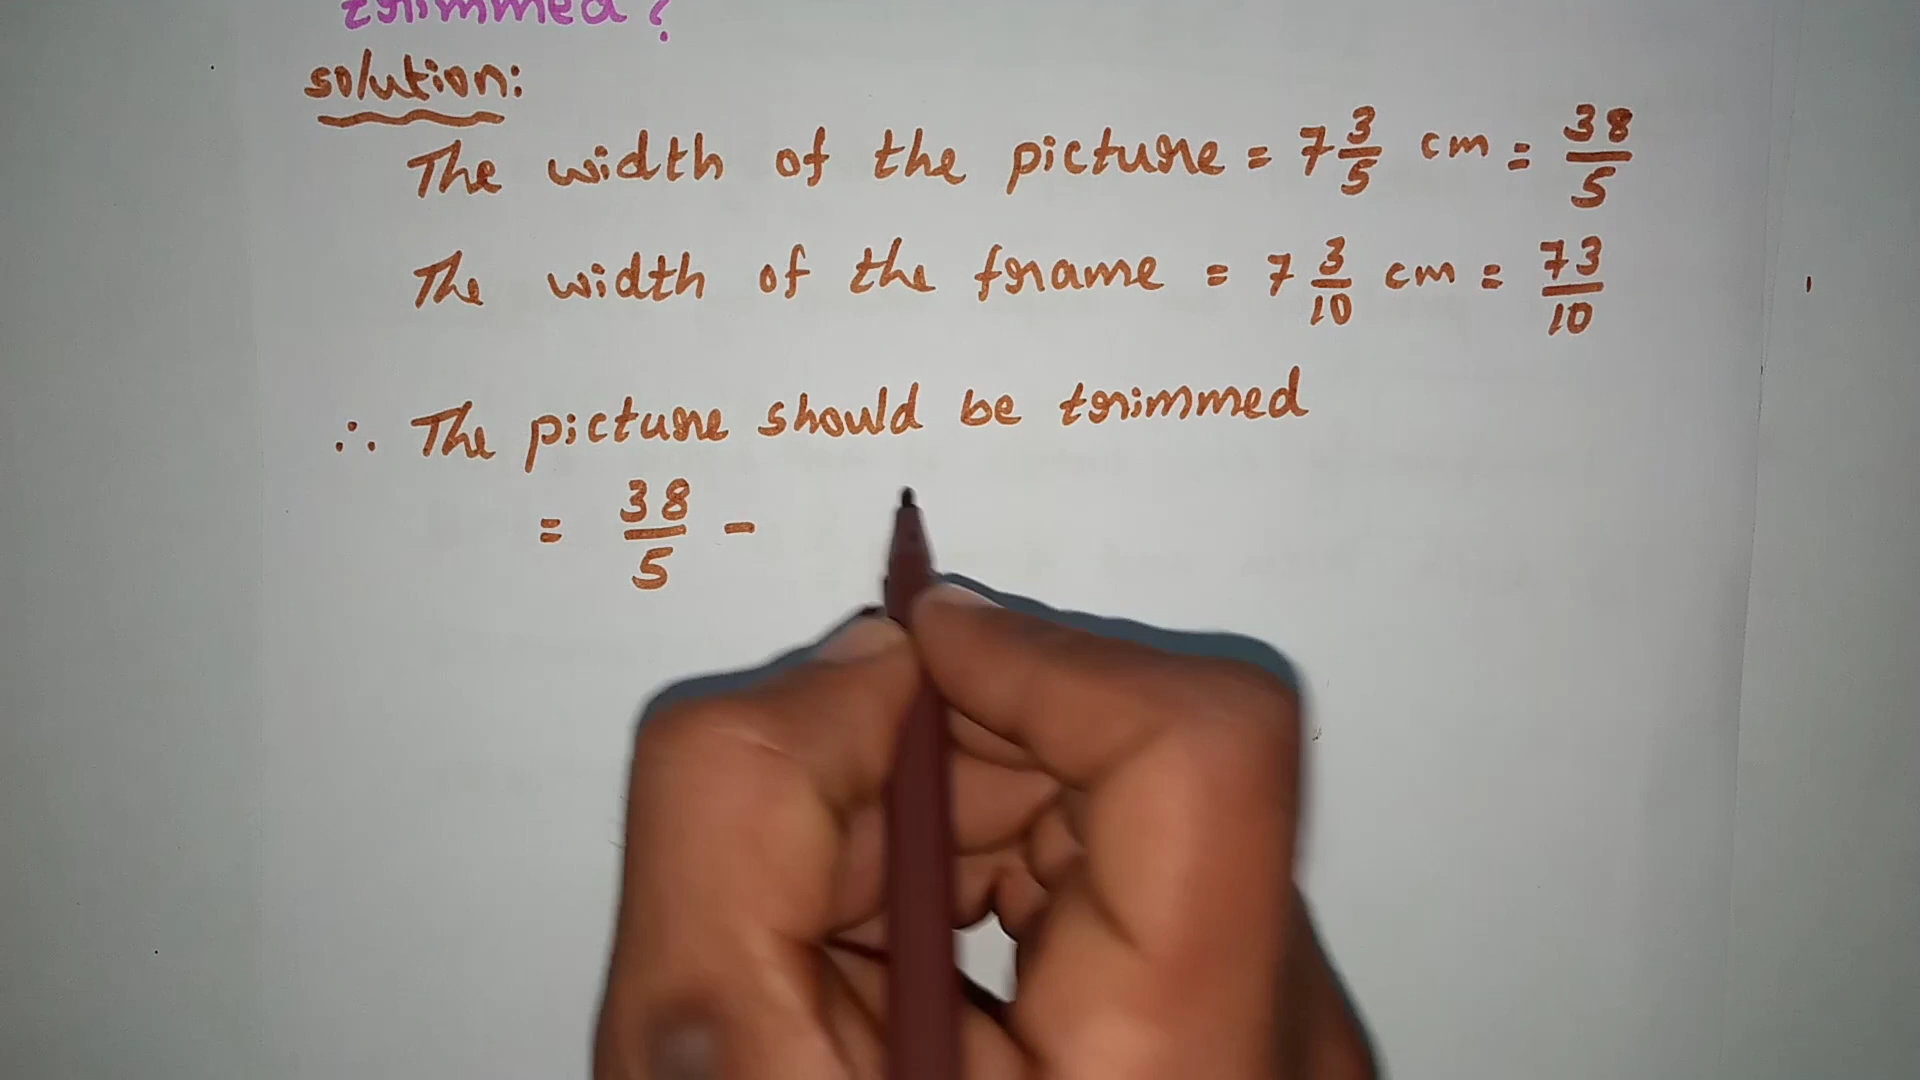 trimmed?
solution:
The width of the picture = 7 3/5 cm = 38/5
The width of the frame = 7 3/10 cm = 73/10
∴ The picture should be trimmed
= 38/5 -